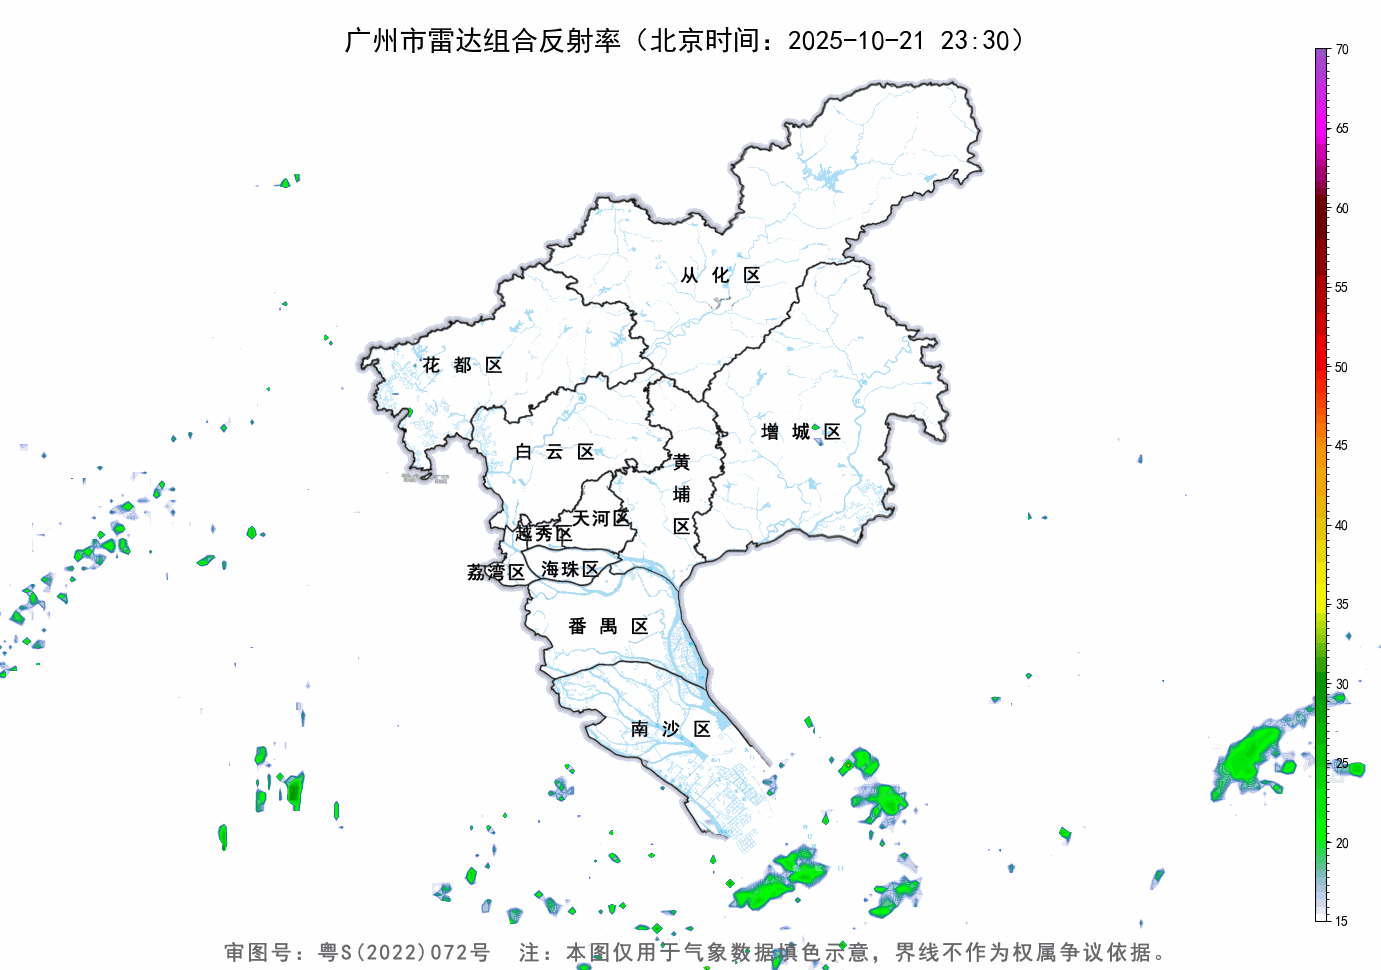 广州市雷达组合反射率（北京时间：2025-10-21 23:30）
70
65
60
55
50
45
40
35
30
25
20
15
从化区
花都区
增城区
白云区
黄埔区
天河区
越秀区
海珠区
荔湾区
番禺区
南沙区
审图号：粤S(2022)072号 注：本图仅用于气象数据填色示意，界线不作为权属争议依据。